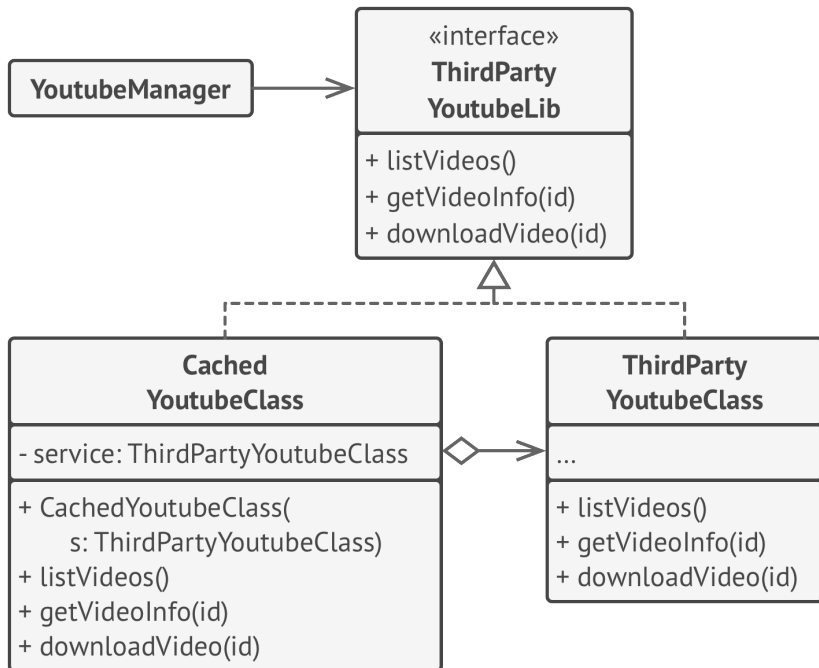 YoutubeManager
«interface»
ThirdParty
YoutubeLib
+ listVideos()
+ getVideoInfo(id)
+ downloadVideo(id)
Cached
YoutubeClass
- service: ThirdPartyYoutubeClass
+ CachedYoutubeClass(
s: ThirdPartyYoutubeClass)
+ listVideos()
+ getVideoInfo(id)
+ downloadVideo(id)
ThirdParty
YoutubeClass
...
+ listVideos()
+ getVideoInfo(id)
+ downloadVideo(id)